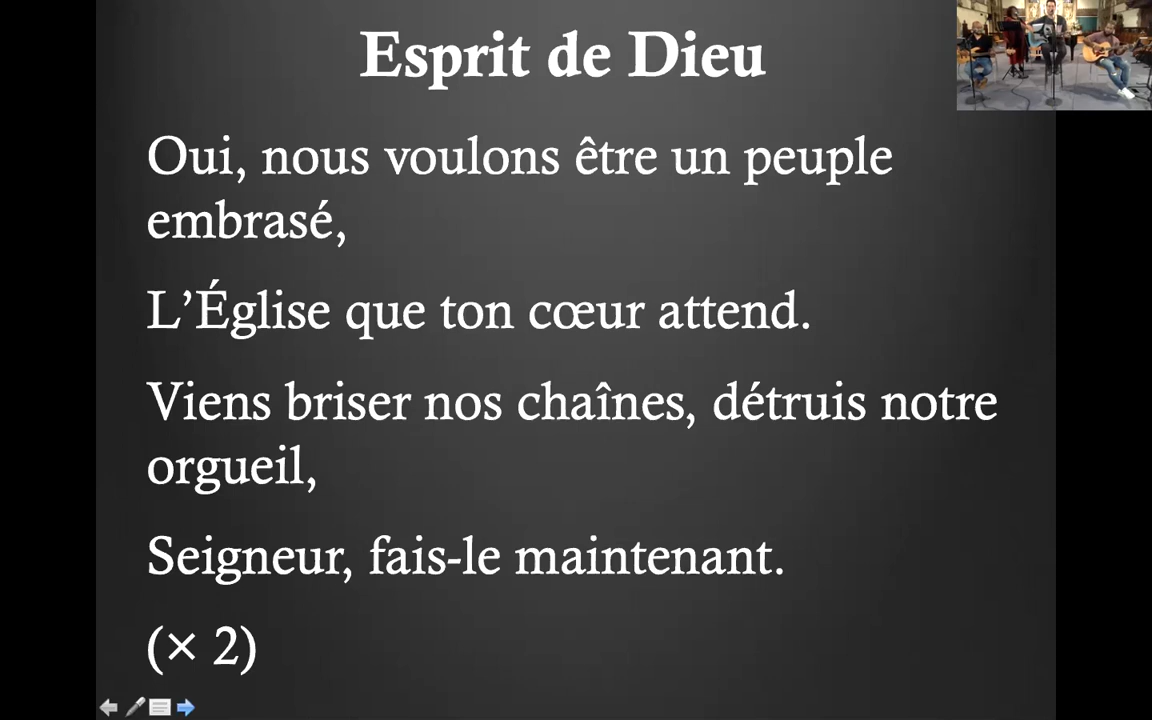 Esprit de Dieu
Oui, nous voulons être un peuple
embrasé,
L’Église que ton cœur attend.
Viens briser nos chaînes, détruis notre
orgueil,
Seigneur, fais-le maintenant.
(× 2)